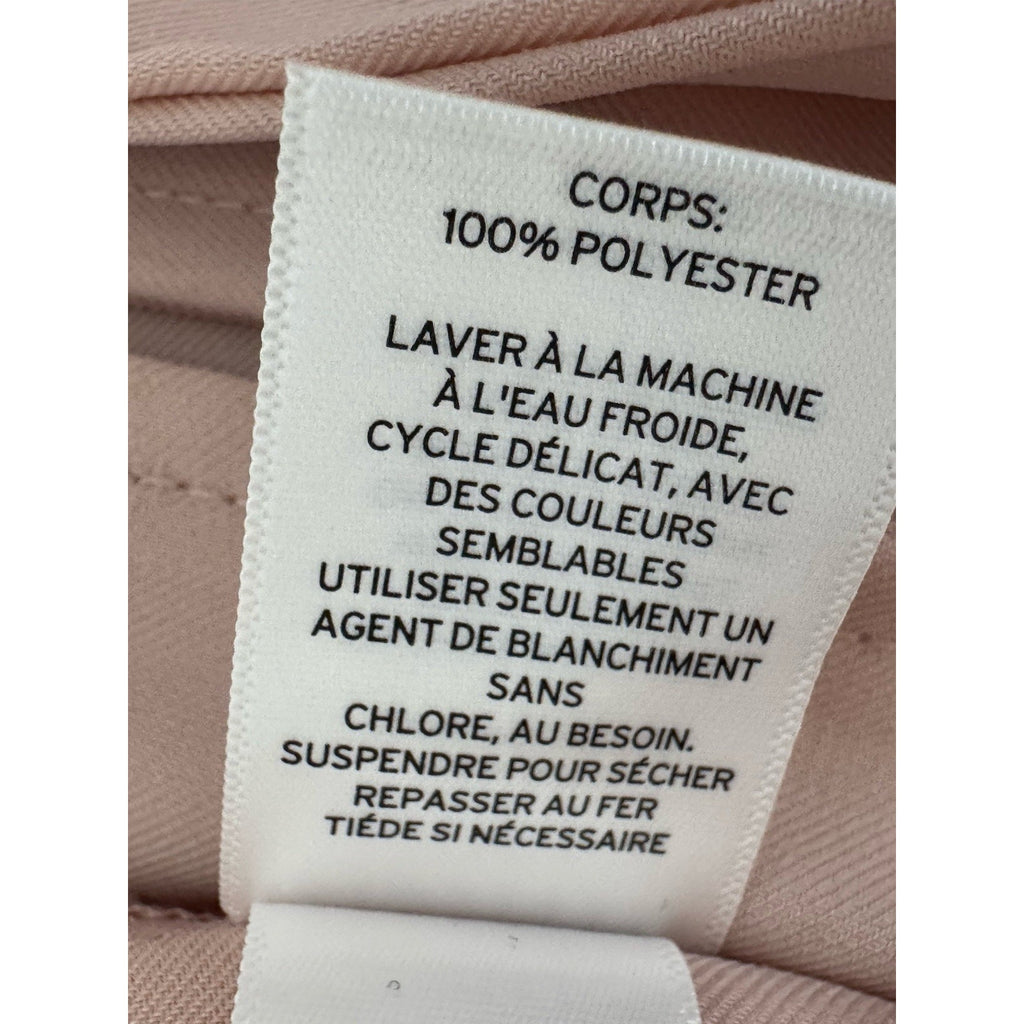 CORPS:
100% POLYESTER
LAVER À LA MACHINE
À L'EAU FROIDE,
CYCLE DÉLICAT, AVEC
DES COULEURS
SEMBLABLES
UTILISER SEULEMENT UN
AGENT DE BLANCHIMENT
SANS
CHLORE, AU BESOIN.
SUSPENDRE POUR SÉCHER
REPASSER AU FER
TIÉDE SI NÉCESSAIRE